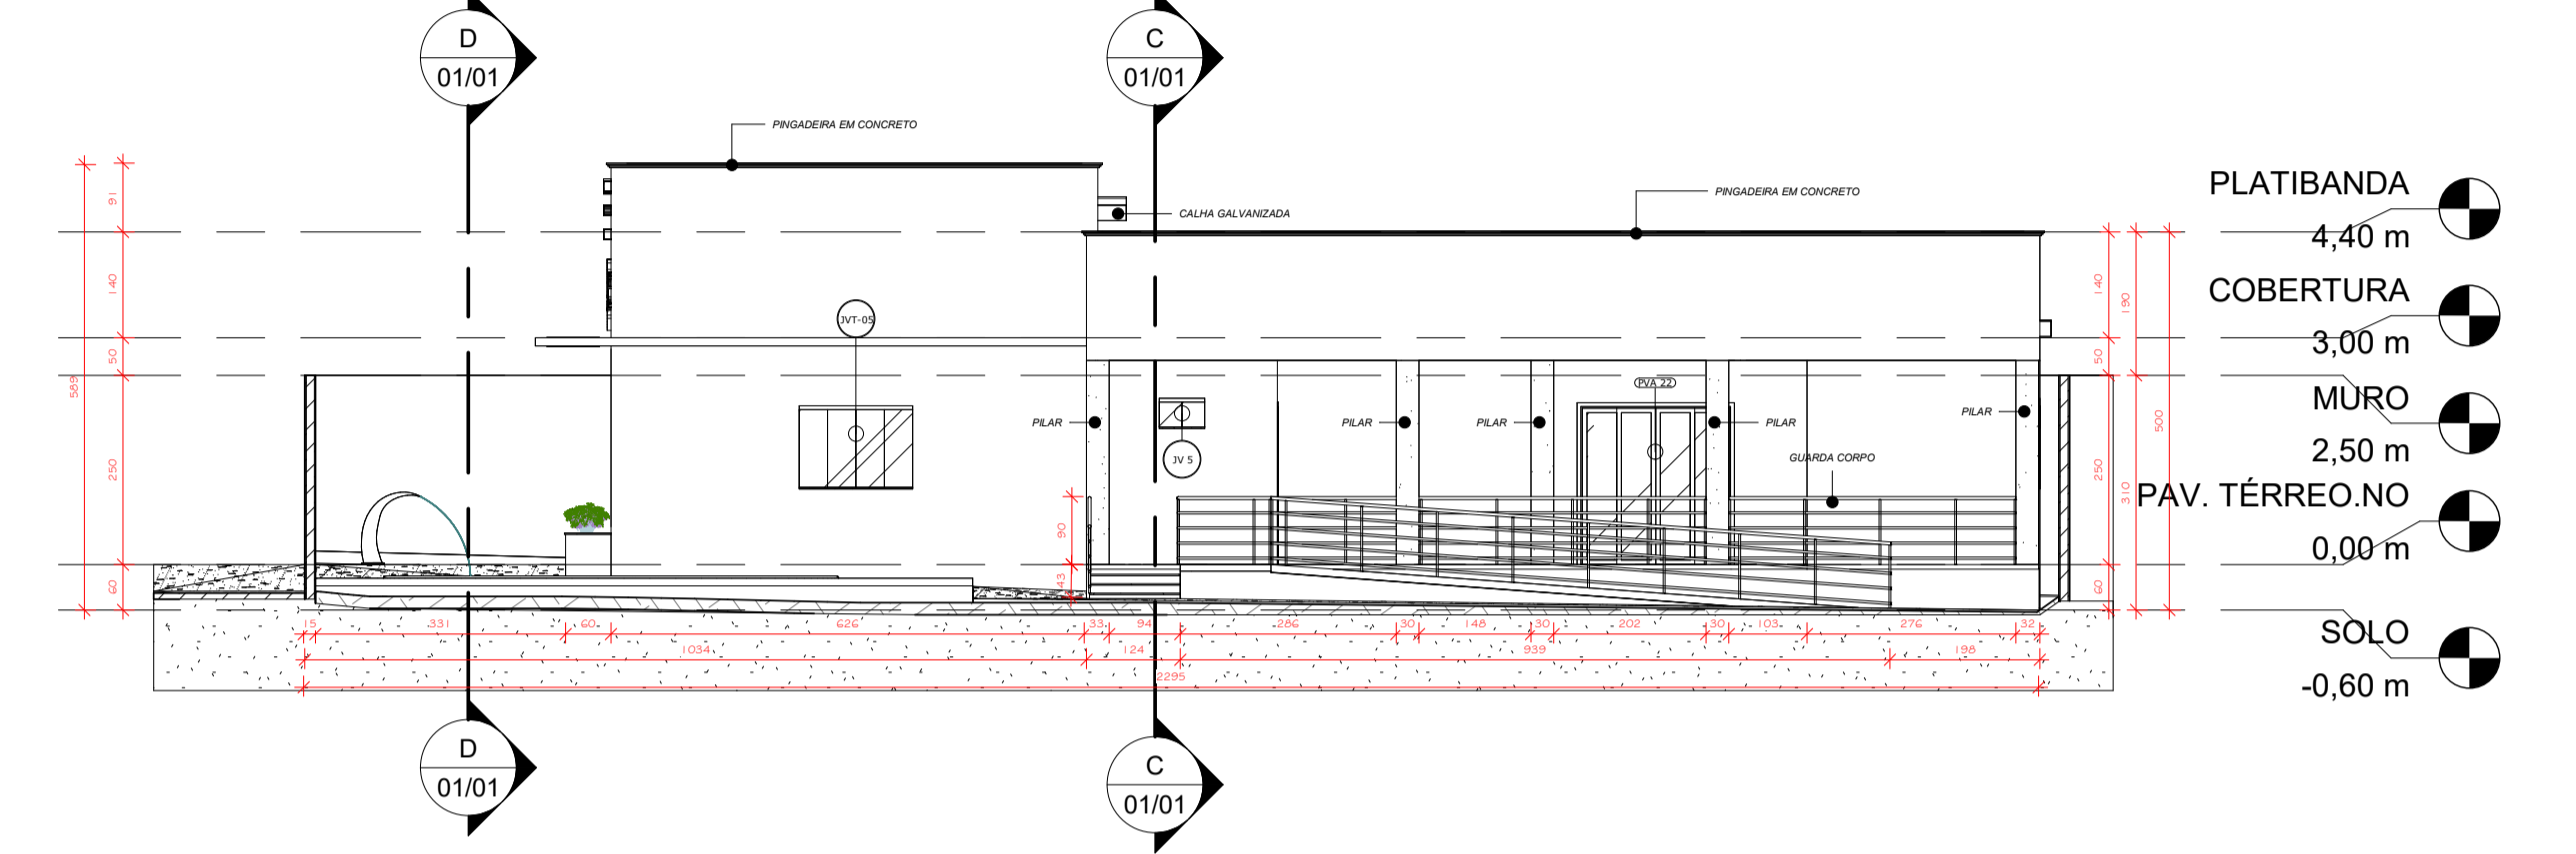 D
01/01
C
01/01
PINGADEIRA EM CONCRETO
PINGADEIRA EM CONCRETO
CALHA GALVANIZADA
PLATIBANDA
4,40 m
COBERTURA
3,00 m
MURO
2,50 m
PAV. TÉRREO.NO
0,00 m
SOLO
-0,60 m
589
91
140
50
250
60
JVT-05
PILAR
JV 5
PILAR
PILAR
PVA 22
PILAR
PILAR
GUARDA CORPO
90
43
140
50
250
60
190
310
500
15
331
60
626
33
94
286
30
148
30
202
30
103
276
32
1034
124
939
198
2295
D
01/01
C
01/01